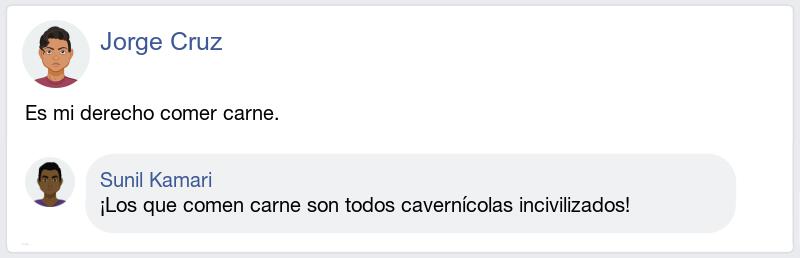 Jorge Cruz
Es mi derecho comer carne.
Sunil Kamari
¡Los que comen carne son todos cavernícolas incivilizados!